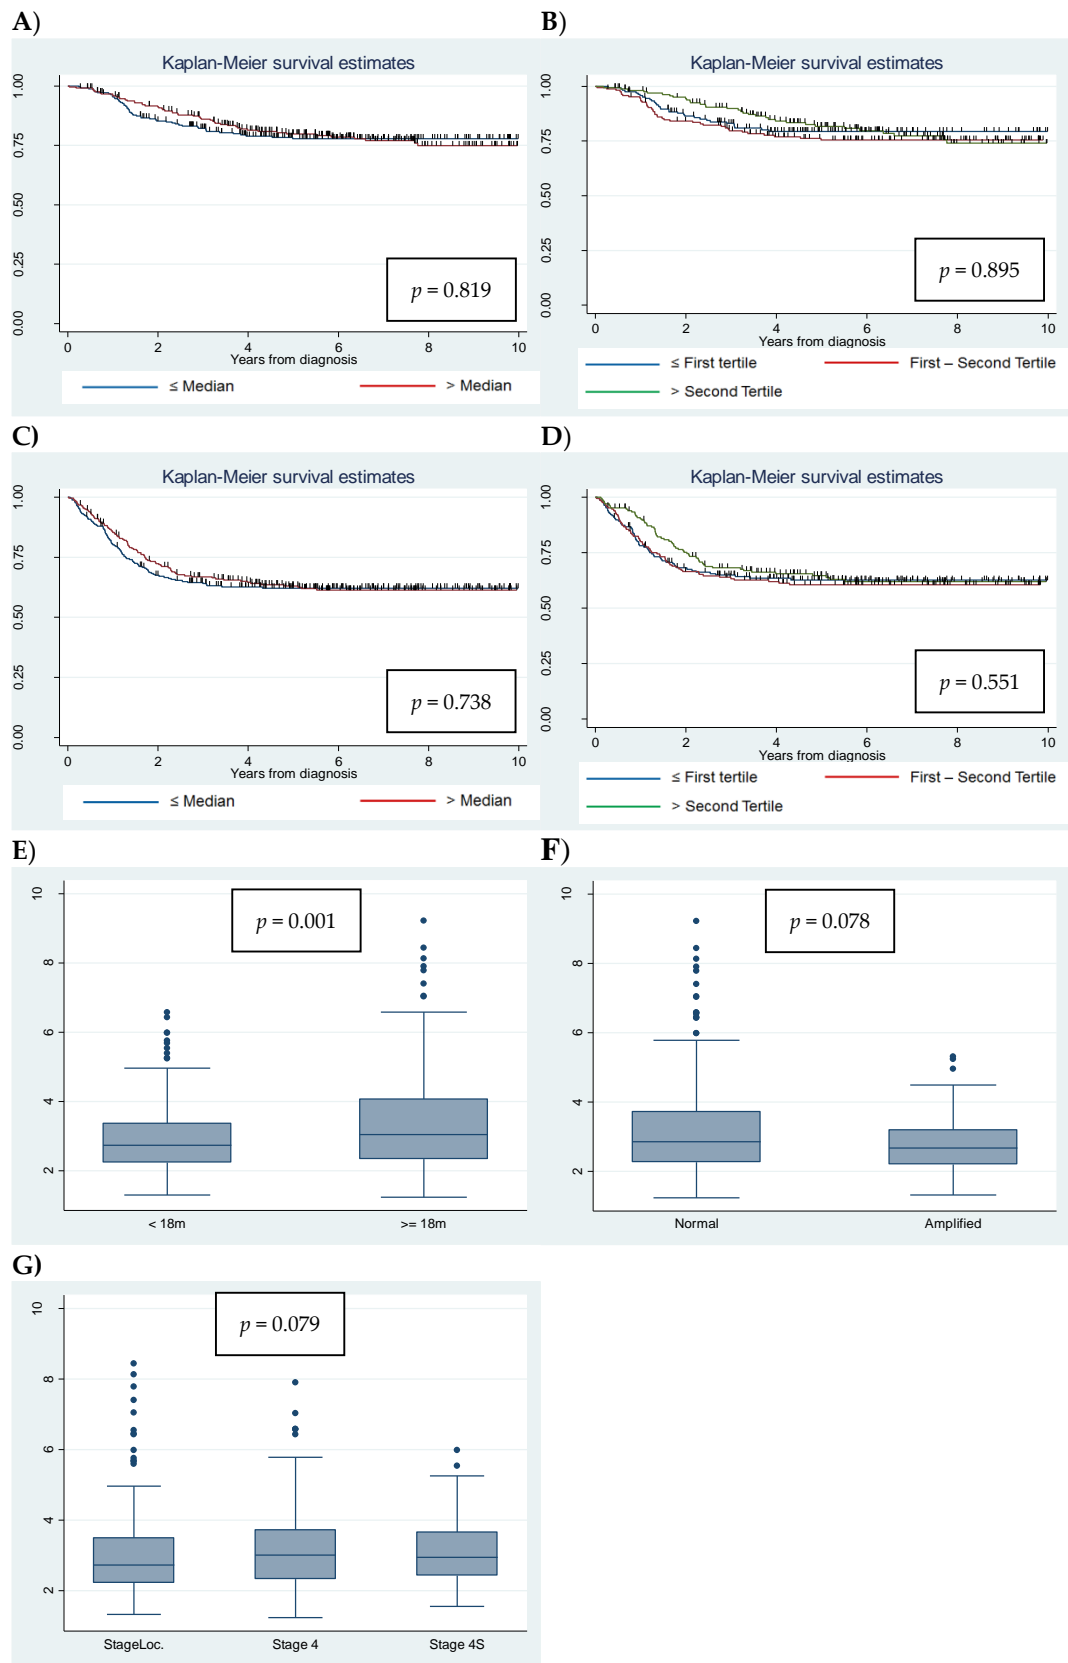 A)
Kaplan-Meier survival estimates
1.00
0.75
0.50
0.25
0.00
p = 0.819
0 2 4 6 8 10
Years from diagnosis
≤ Median > Median
B)
Kaplan-Meier survival estimates
1.00
0.75
0.50
0.25
0.00
p = 0.895
0 2 4 6 8 10
Years from diagnosis
≤ First tertile First – Second Tertile
> Second Tertile
C)
Kaplan-Meier survival estimates
1.00
0.75
0.50
0.25
0.00
p = 0.738
0 2 4 6 8 10
Years from diagnosis
≤ Median > Median
D)
Kaplan-Meier survival estimates
1.00
0.75
0.50
0.25
0.00
p = 0.551
0 2 4 6 8 10
Years from diagnosis
≤ First tertile First – Second Tertile
> Second Tertile
E)
10
p = 0.001
8
6
4
2
< 18m >= 18m
F)
10
p = 0.078
8
6
4
2
Normal Amplified
G)
10
p = 0.079
8
6
4
2
StageLoc. Stage 4 Stage 4S